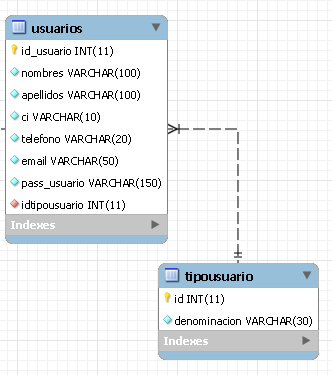 usuarios
id_usuario INT(11)
nombres VARCHAR(100)
apellidos VARCHAR(100)
ci VARCHAR(10)
telefono VARCHAR(20)
email VARCHAR(50)
pass_usuario VARCHAR(150)
idtipousuario INT(11)
Indexes
tipousuario
id INT(11)
denominacion VARCHAR(30)
Indexes